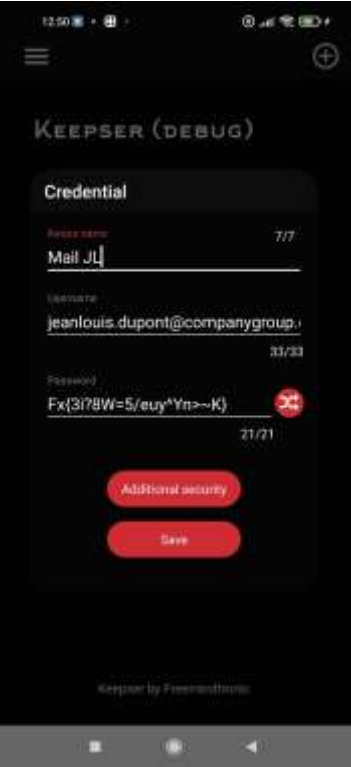 12:50
KEEPSER (DEBUG)
Credential
7/7
Mail JL
Username
jeanlouis.dupont@companygroup.
33/33
Password
Fx{3i?8W=5/euy^Yn>~K}
21/21
Additional security
Save
Keepser by Freemindtronic